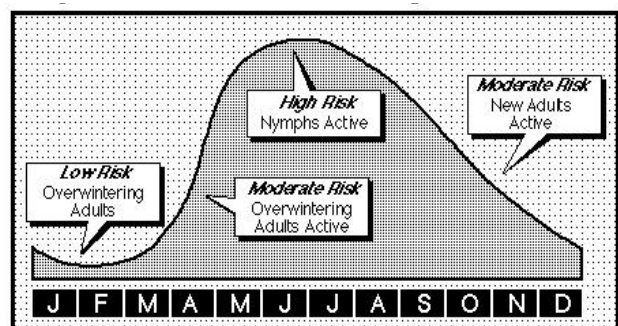 High Risk
Nymphs Active
Moderate Risk
New Adults
Active
Low Risk
Overwintering
Adults
Moderate Risk
Overwintering
Adults Active
J F M A M J J A S O N D